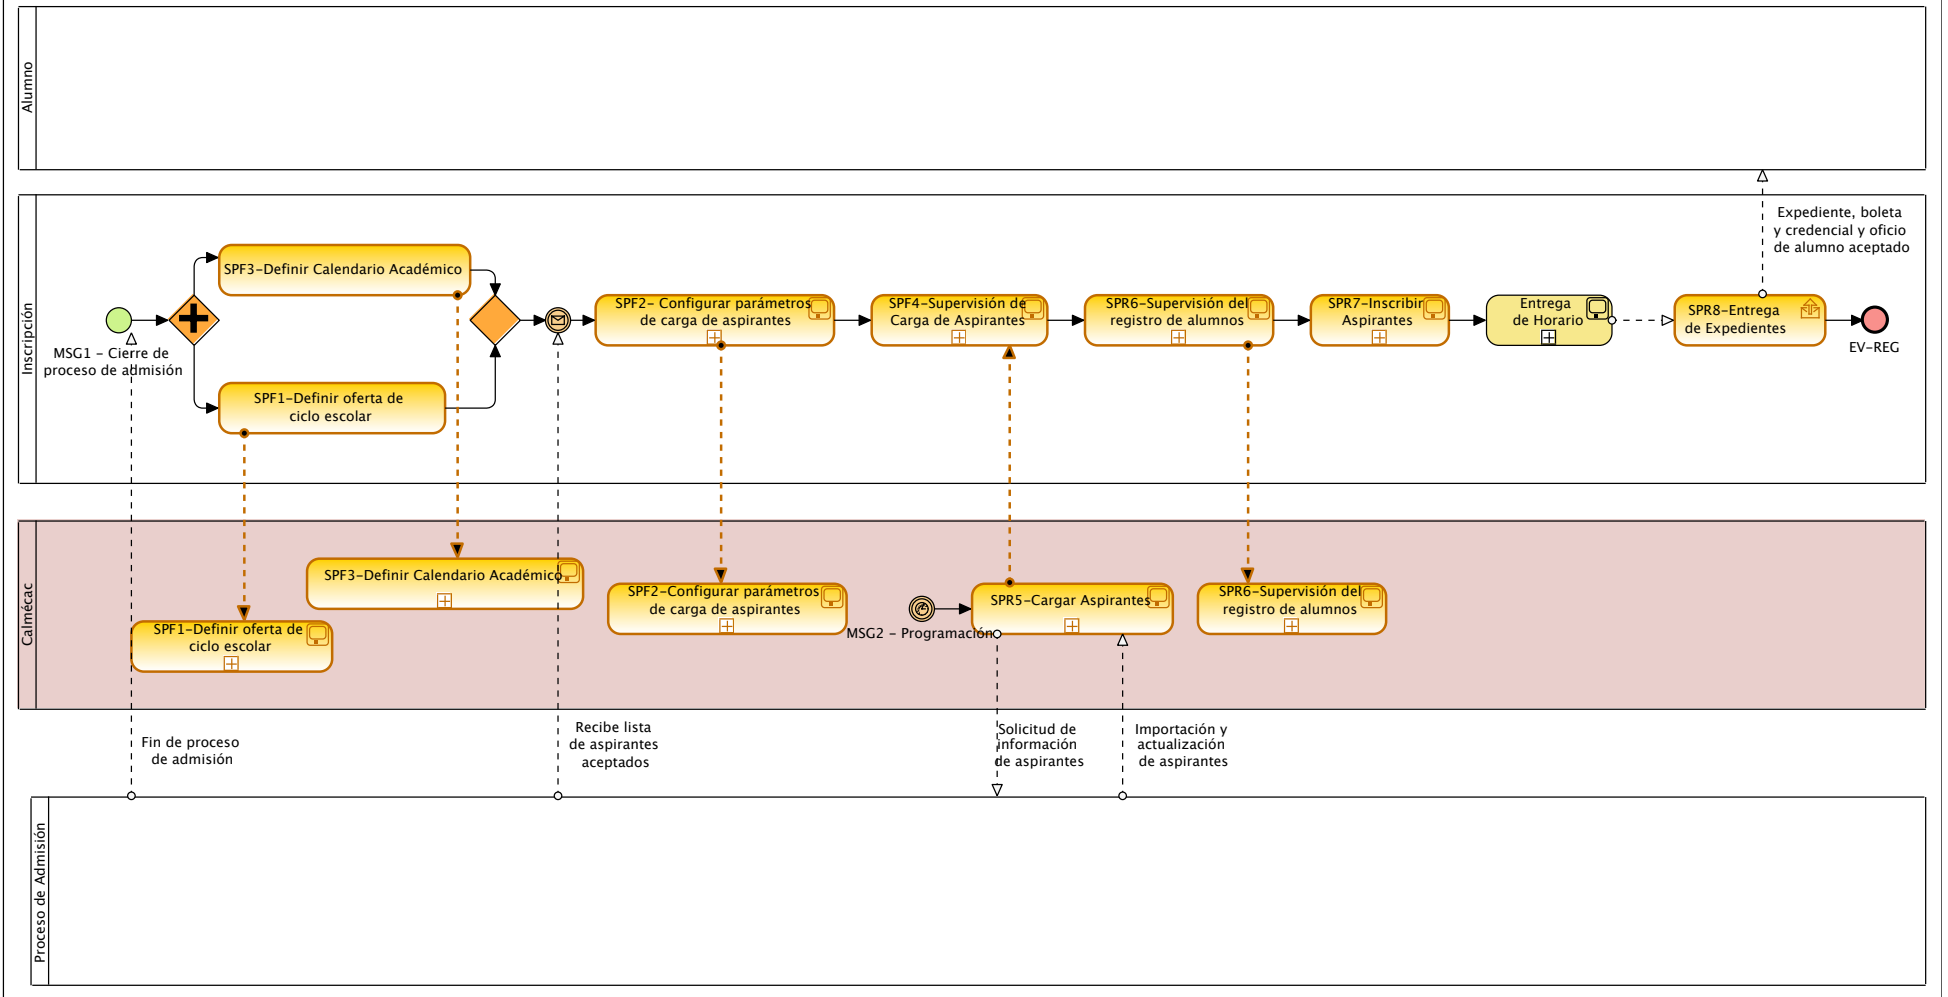 Alumno
Inscripción
Expediente, boleta
y credencial y oficio
de alumno aceptado
SPF3-Definir Calendario Académico
MSG1 - Cierre de
proceso de admisión
SPF1-Definir oferta de
ciclo escolar
SPF2- Configurar parámetros
de carga de aspirantes
SPF4-Supervisión de
Carga de Aspirantes
SPR6-Supervisión del
registro de alumnos
SPR7-Inscribir
Aspirantes
Entrega
de Horario
SPR8-Entrega
de Expedientes
EV-REG
Calmécac
SPF1-Definir oferta de
ciclo escolar
SPF3-Definir Calendario Académico
SPF2-Configurar parámetros
de carga de aspirantes
MSG2 - Programación
SPR5-Cargar Aspirantes
SPR6-Supervisión del
registro de alumnos
Fin de proceso
de admisión
Recibe lista
de aspirantes
aceptados
Solicitud de
información
de aspirantes
Importación y
actualización
de aspirantes
Proceso de Admisión